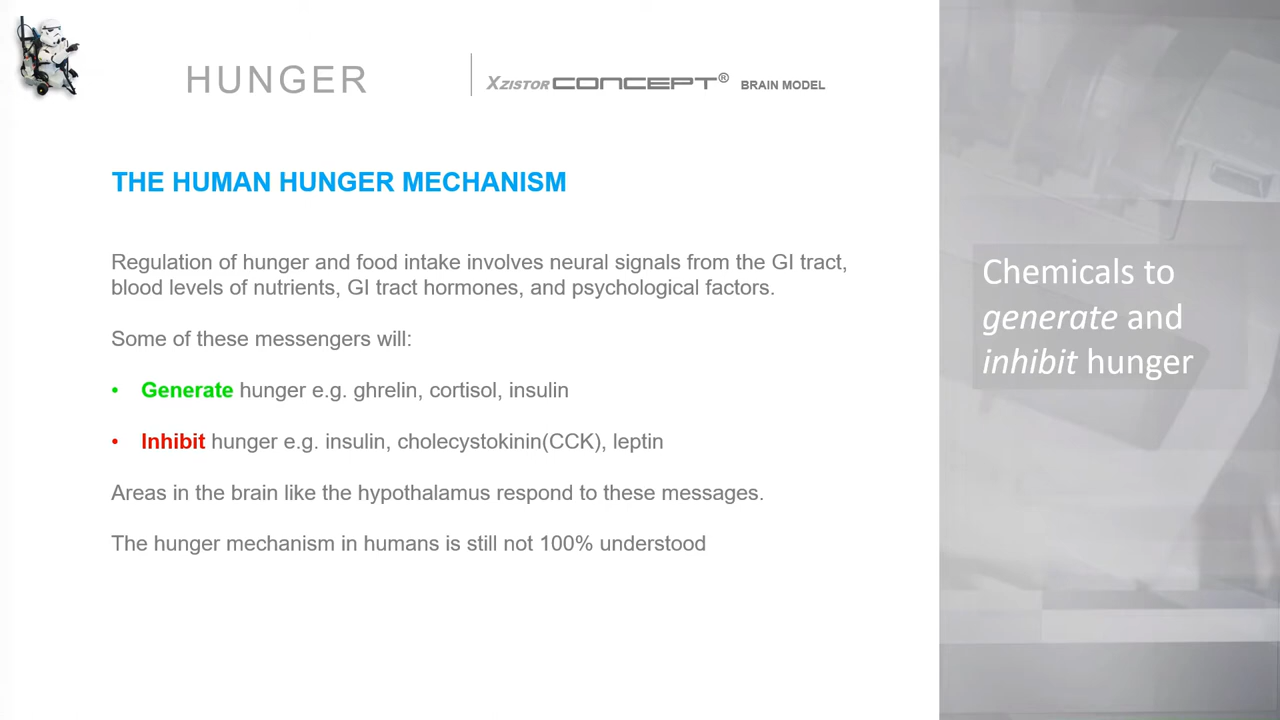 HUNGER
XZISTOR CONCEPT® BRAIN MODEL
THE HUMAN HUNGER MECHANISM
Regulation of hunger and food intake involves neural signals from the GI tract,
blood levels of nutrients, GI tract hormones, and psychological factors.
Some of these messengers will:
• Generate hunger e.g. ghrelin, cortisol, insulin
• Inhibit hunger e.g. insulin, cholecystokinin(CCK), leptin
Areas in the brain like the hypothalamus respond to these messages.
The hunger mechanism in humans is still not 100% understood
Chemicals to
generate and
inhibit hunger